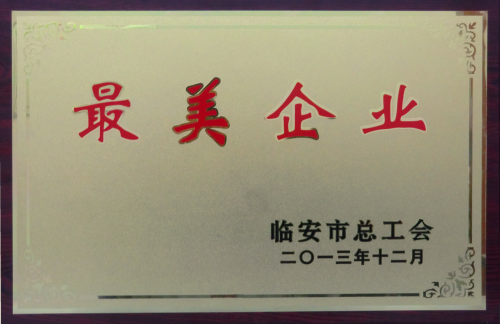 最美企业
临安市总工会
二〇一三年十二月